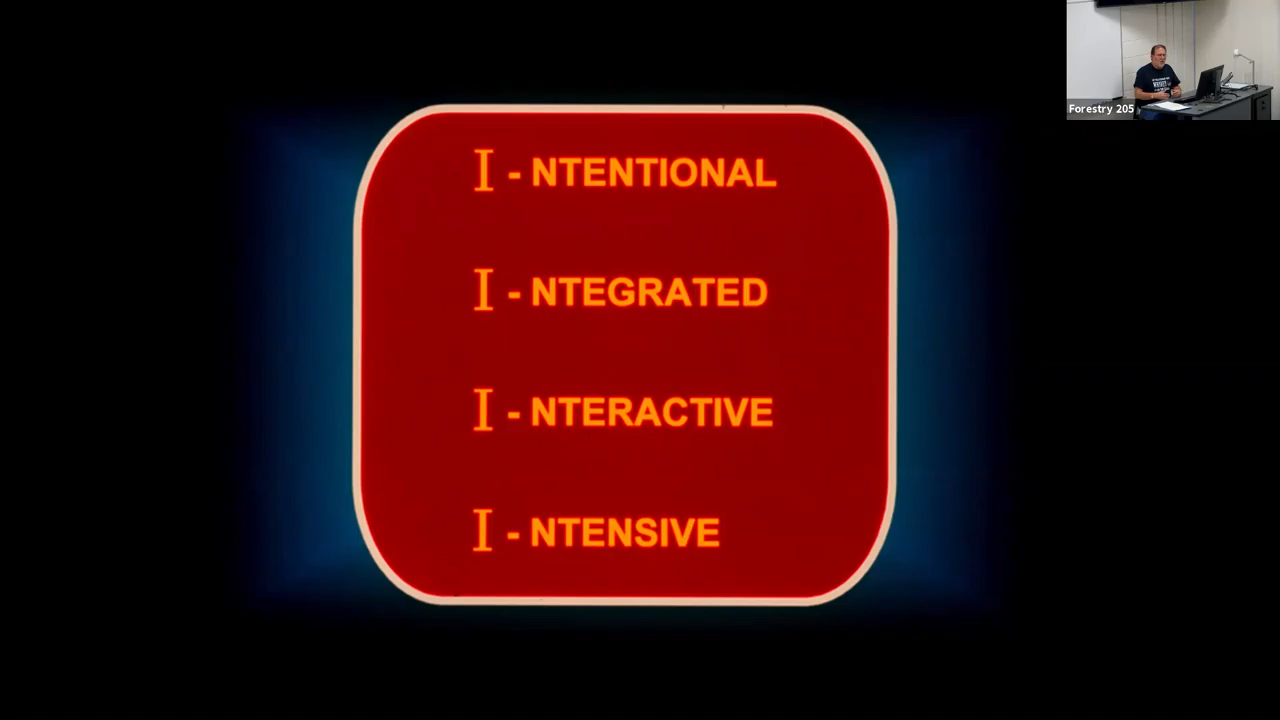 I - NTENTIONAL
I - NTEGRATED
I - NTERACTIVE
I - NTENSIVE
Forestry 205